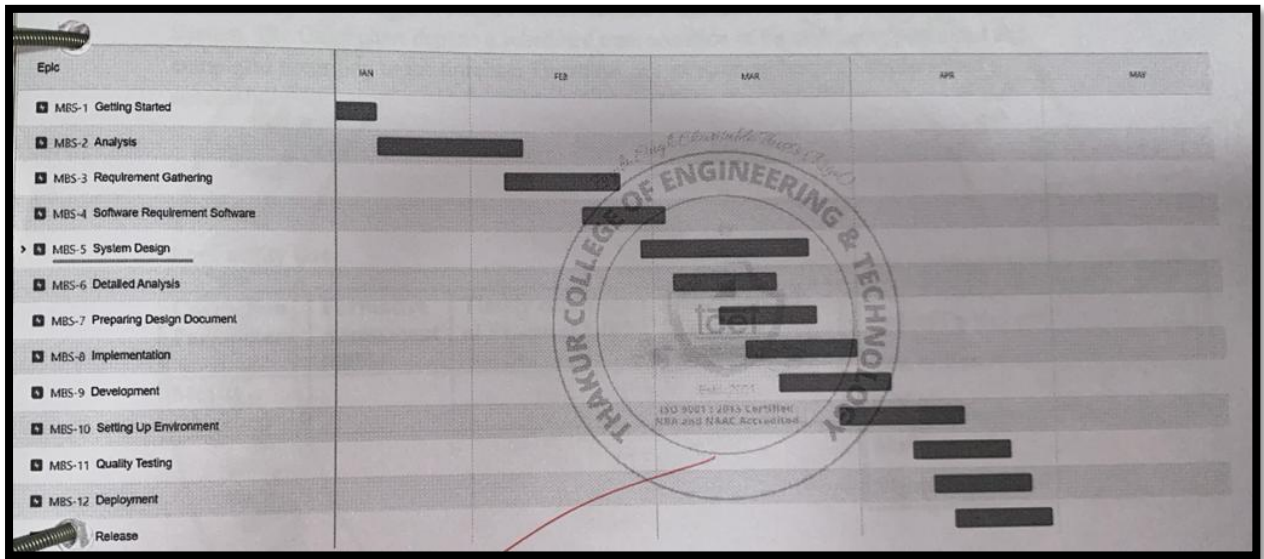 Epic JAN FEB MAR APR MAY
MBS-1 Getting Started
MBS-2 Analysis
MBS-3 Requirement Gathering
MBS-4 Software Requirement Software
MBS-5 System Design
MBS-6 Detailed Analysis
MBS-7 Preparing Design Document
MBS-8 Implementation
MBS-9 Development
MBS-10 Setting Up Environment
MBS-11 Quality Testing
MBS-12 Deployment
Release
THAKUR COLLEGE OF ENGINEERING & TECHNOLOGY
tcet
Estd. 2001
ISO 9001 : 2015 Certified
NBA and NAAC Accredited